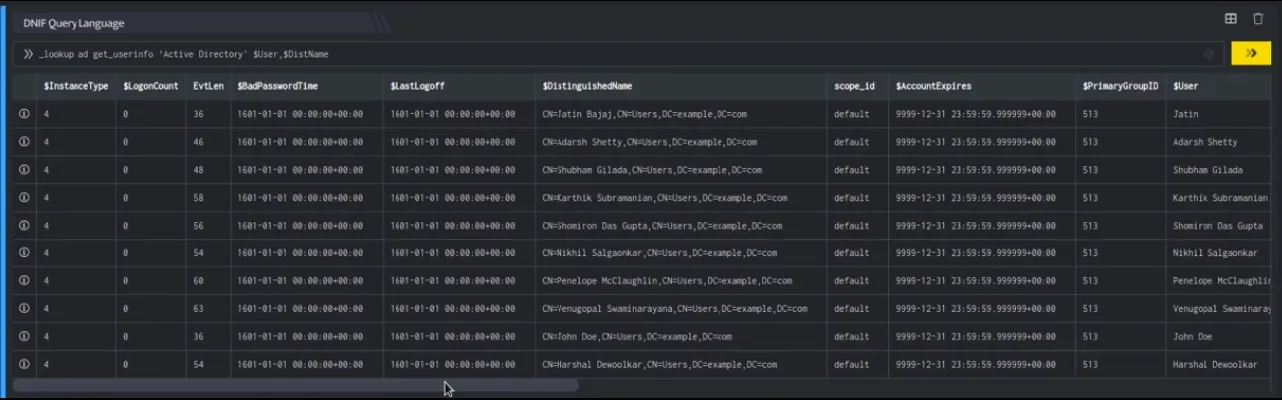 DNIF Query Language
_lookup ad get_userinfo 'Active Directory' $User,$DistName
$InstanceType $LogonCount EvtLen $BadPasswordTime $LastLogoff $DistinguishedName scope_id $AccountExpires $PrimaryGroupID $User
4 0 36 1601-01-01 00:00:00+00:00 1601-01-01 00:00:00+00:00 CN=Jatin Bajaj,CN=Users,DC=example,DC=com default 9999-12-31 23:59:59.999999+00:00 513 Jatin
4 0 46 1601-01-01 00:00:00+00:00 1601-01-01 00:00:00+00:00 CN=Adarsh Shetty,CN=Users,DC=example,DC=com default 9999-12-31 23:59:59.999999+00:00 513 Adarsh Shetty
4 0 48 1601-01-01 00:00:00+00:00 1601-01-01 00:00:00+00:00 CN=Shubham Gilada,CN=Users,DC=example,DC=com default 9999-12-31 23:59:59.999999+00:00 513 Shubham Gilada
4 0 58 1601-01-01 00:00:00+00:00 1601-01-01 00:00:00+00:00 CN=Karthik Subramanian,CN=Users,DC=example,DC=com default 9999-12-31 23:59:59.999999+00:00 513 Karthik Subramanian
4 0 56 1601-01-01 00:00:00+00:00 1601-01-01 00:00:00+00:00 CN=Shomiron Das Gupta,CN=Users,DC=example,DC=com default 9999-12-31 23:59:59.999999+00:00 513 Shomiron Das Gupta
4 0 54 1601-01-01 00:00:00+00:00 1601-01-01 00:00:00+00:00 CN=Nikhil Salgaonkar,CN=Users,DC=example,DC=com default 9999-12-31 23:59:59.999999+00:00 513 Nikhil Salgaonkar
4 0 60 1601-01-01 00:00:00+00:00 1601-01-01 00:00:00+00:00 CN=Penelope McClaughlin,CN=Users,DC=example,DC=com default 9999-12-31 23:59:59.999999+00:00 513 Penelope McClaughlin
4 0 63 1601-01-01 00:00:00+00:00 1601-01-01 00:00:00+00:00 CN=Venugopal Swaminarayana,CN=Users,DC=example,DC=com default 9999-12-31 23:59:59.999999+00:00 513 Venugopal Swaminaray
4 0 36 1601-01-01 00:00:00+00:00 1601-01-01 00:00:00+00:00 CN=John Doe,CN=Users,DC=example,DC=com default 9999-12-31 23:59:59.999999+00:00 513 John Doe
4 0 54 1601-01-01 00:00:00+00:00 1601-01-01 00:00:00+00:00 CN=Harshal Dewoolkar,CN=Users,DC=example,DC=com default 9999-12-31 23:59:59.999999+00:00 513 Harshal Dewoolkar